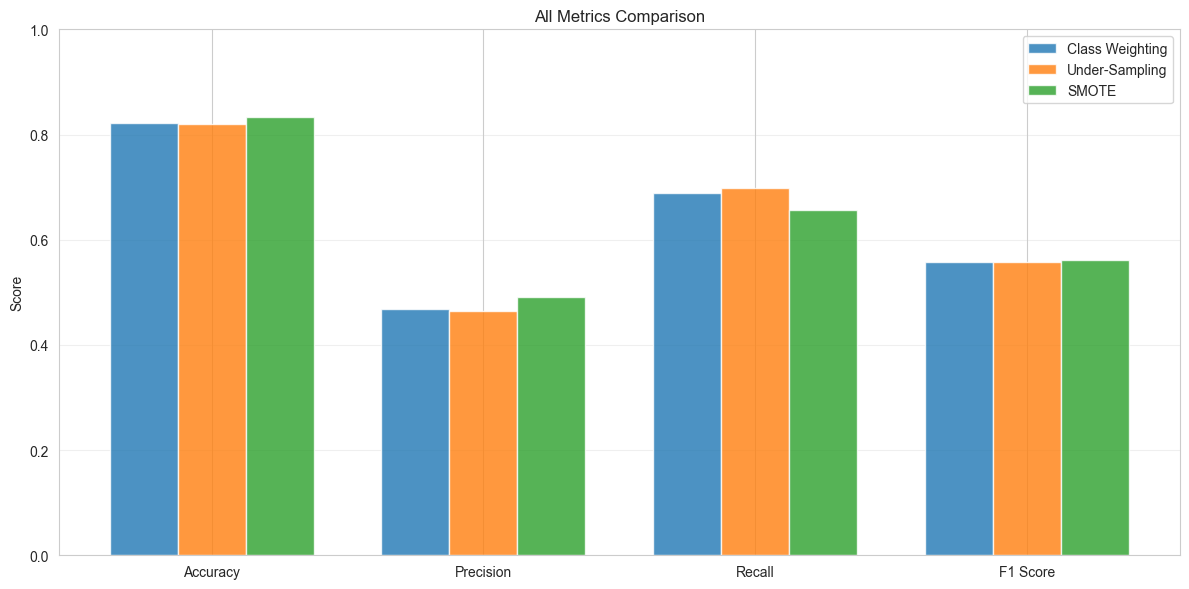 All Metrics Comparison
Class Weighting
Under-Sampling
SMOTE
Score
1.0
0.8
0.6
0.4
0.2
0.0
Accuracy
Precision
Recall
F1 Score